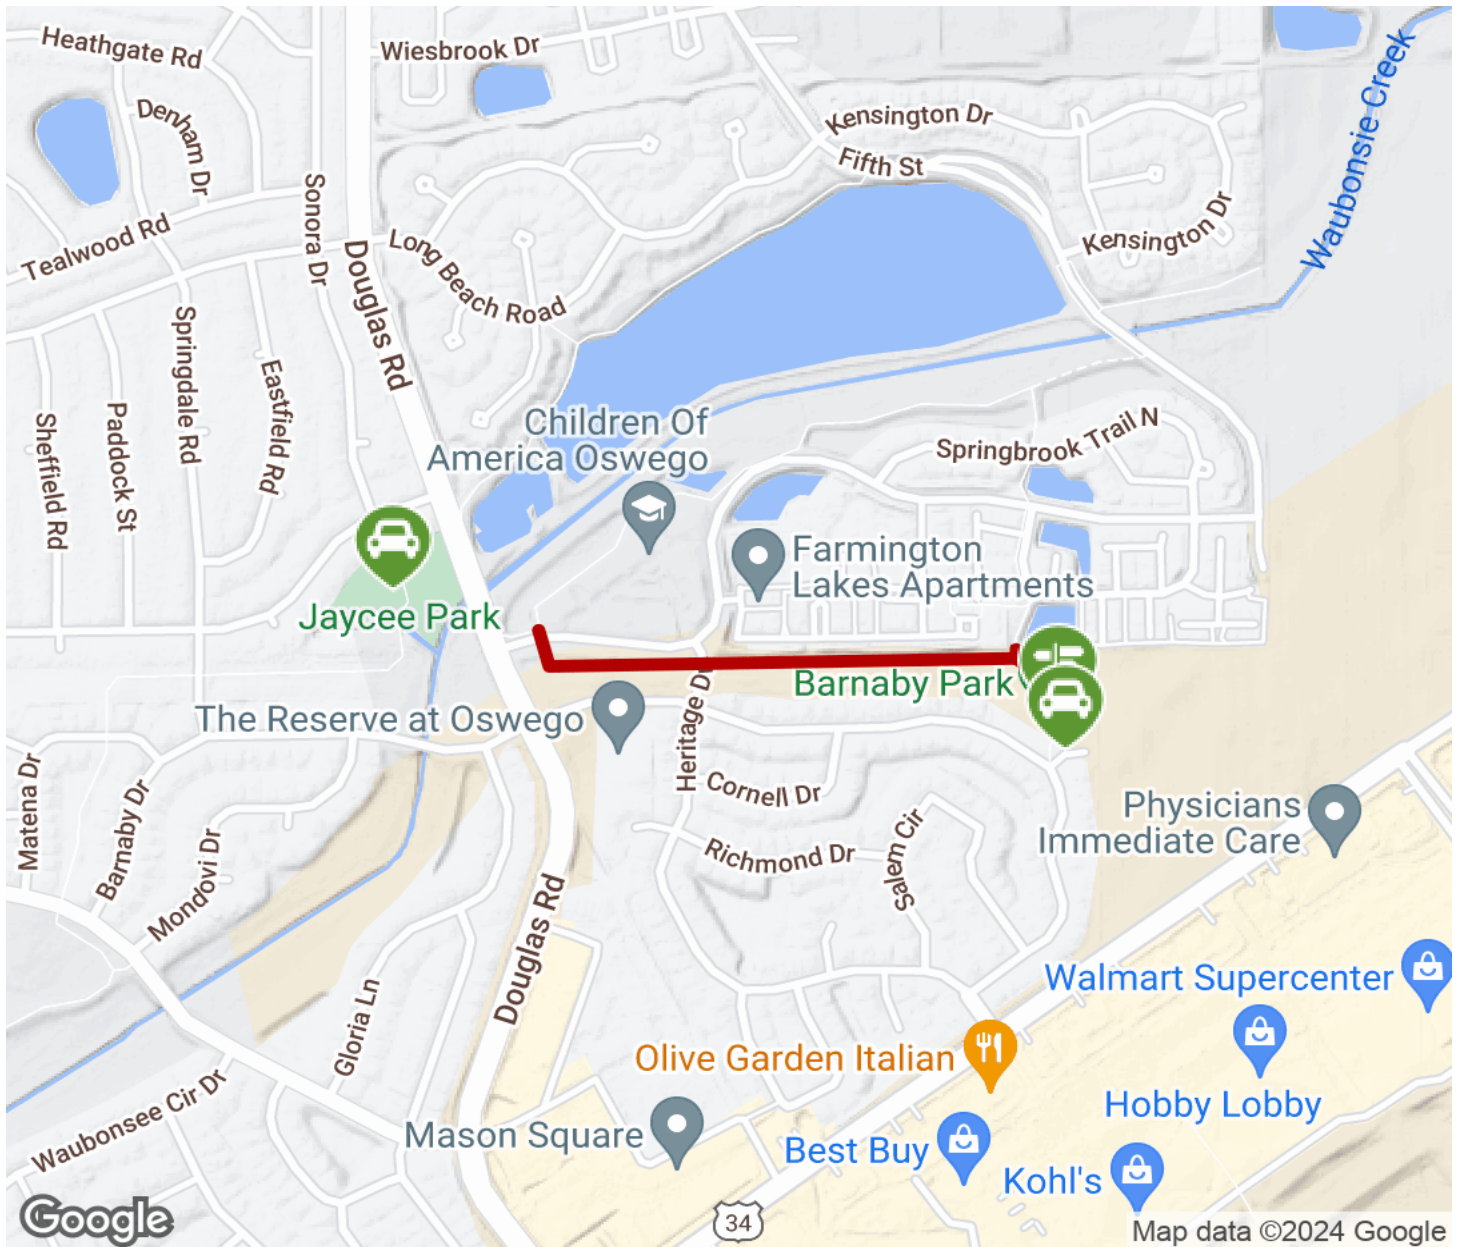 Heathgate Rd
Wiesbrook Dr
Denham Dr
Kensington Dr
Fifth St
Waubonsie Creek
Sonora Dr
Tealwood Rd
Long Beach Road
Kensington Dr
Douglas Rd
Springdale Rd
Eastfield Rd
Paddock St
Sheffield Rd
Children Of
America Oswego
Springbrook Trail N
Farmington
Lakes Apartments
Jaycee Park
Barnaby Park
The Reserve at Oswego
Heritage Dr
Matena Dr
Barnaby Dr
Mondovi Dr
Cornell Dr
Richmond Dr
Salem Cir
Physicians
Immediate Care
Douglas Rd
Gloria Ln
Walmart Supercenter
Olive Garden Italian
Hobby Lobby
Waubonsee Cir Dr
Mason Square
Best Buy
Kohl's
34
Google
Map data ©2024 Google